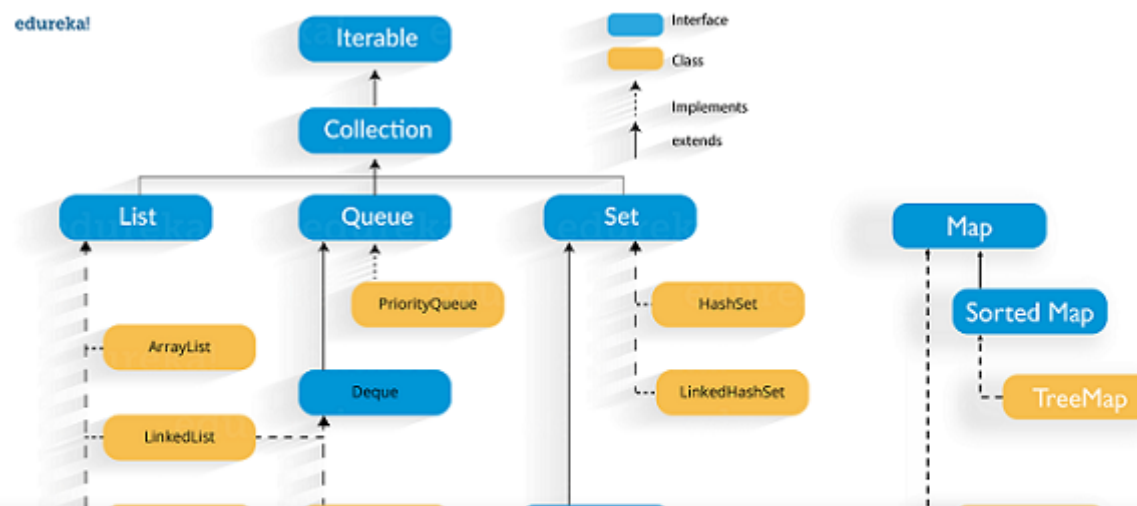 edureka!
Iterable
Interface
Class
Collection
Implements
extends
List
Queue
Set
Map
PriorityQueue
HashSet
Sorted Map
ArrayList
Deque
LinkedHashSet
TreeMap
LinkedList